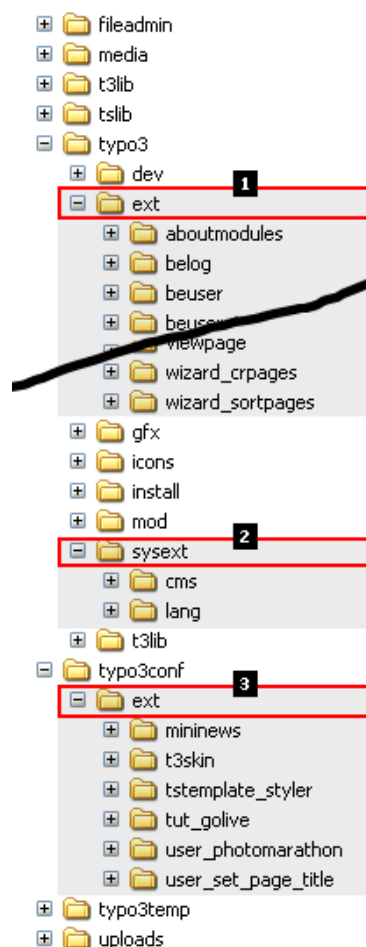 fileadmin
media
t3lib
tslib
typo3
dev
1
ext
aboutmodules
belog
beuser
viewpage
wizard_crpages
wizard_sortpages
gfx
icons
install
mod
2
sysext
cms
lang
t3lib
typo3conf
3
ext
mininews
t3skin
tstemplate_styler
tut_golive
user_photomarathon
user_set_page_title
typo3temp
uploads